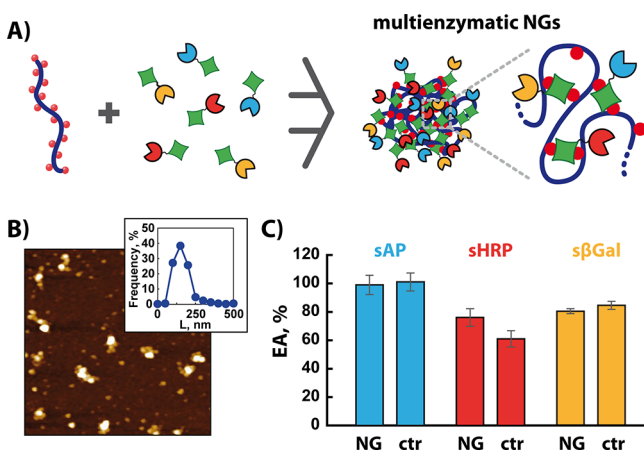 A)
multienzymatic NGs
B)
Frequency, %
50
40
30
20
10
0
0
250
500
L, nm
C)
sAP
sHRP
sβGal
EA, %
120
100
80
60
40
20
0
NG
ctr
NG
ctr
NG
ctr